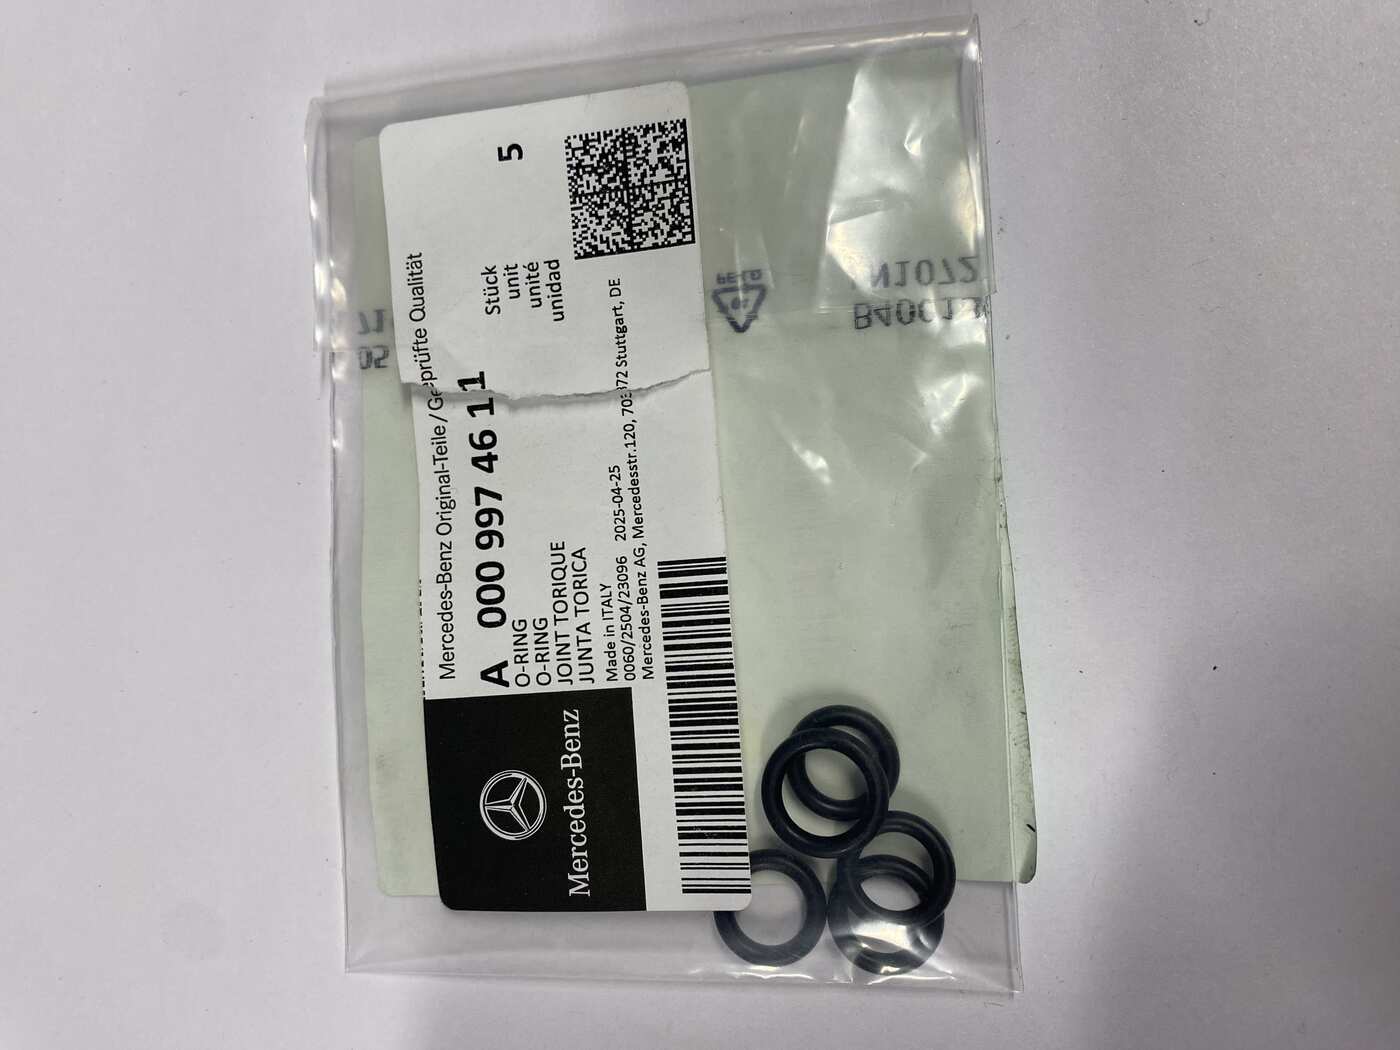 Mercedes-Benz Original-Teile / Geprüfte Qualität
A 000 997 46 11
5
O-RING
O-RING
JOINT TORIQUE
JUNTA TORICA
Stück
unit
unité
unidad
Made in ITALY
0060/2504/23096 2025-04-25
Mercedes-Benz AG, Mercedesstr.120, 70372 Stuttgart, DE
Mercedes-Benz
N1072
B40C13